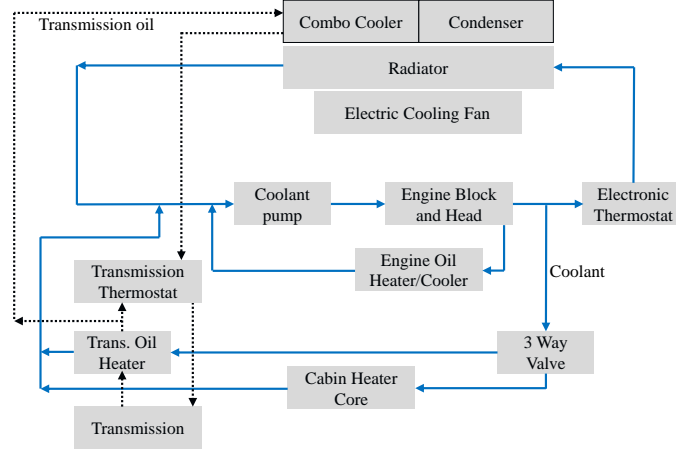 Combo Cooler
Condenser
Transmission oil
Radiator
Electric Cooling Fan
Coolant
pump
Engine Block
and Head
Electronic
Thermostat
Engine Oil
Heater/Cooler
Coolant
Transmission
Thermostat
Trans. Oil
Heater
3 Way
Valve
Cabin Heater
Core
Transmission